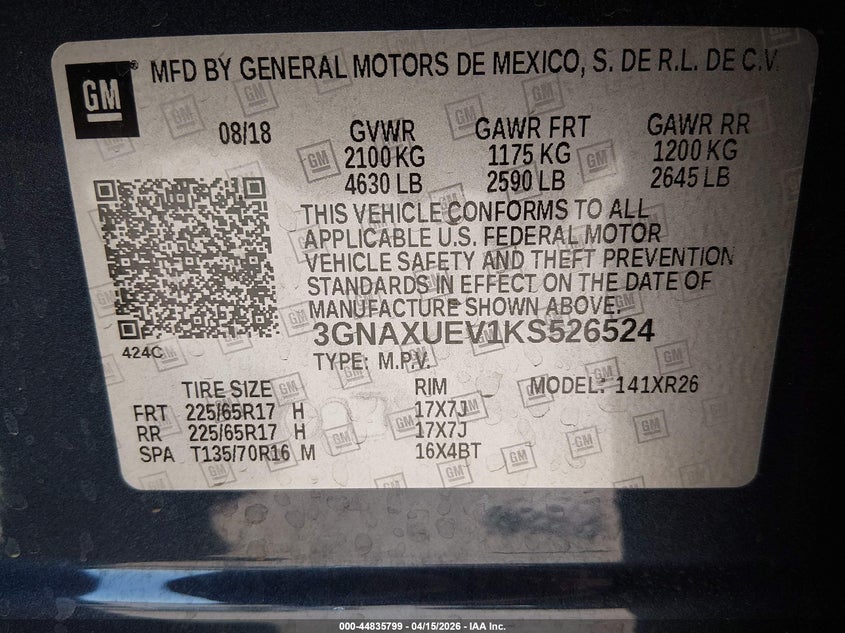 GM
MFD BY GENERAL MOTORS DE MEXICO, S. DE R.L. DE C.V.
08/18 GVWR GAWR FRT GAWR RR
2100 KG 1175 KG 1200 KG
4630 LB 2590 LB 2645 LB
THIS VEHICLE CONFORMS TO ALL
APPLICABLE U.S. FEDERAL MOTOR
VEHICLE SAFETY AND THEFT PREVENTION
STANDARDS IN EFFECT ON THE DATE OF
MANUFACTURE SHOWN ABOVE.
3GNAXUEV1KS526524
424C
TYPE: M.P.V.
TIRE SIZE RIM MODEL: 141XR26
FRT 225/65R17 H 17X7J
RR 225/65R17 H 17X7J
SPA T135/70R16 M 16X4BT
000-44835799 - 04/15/2026 - IAA Inc.